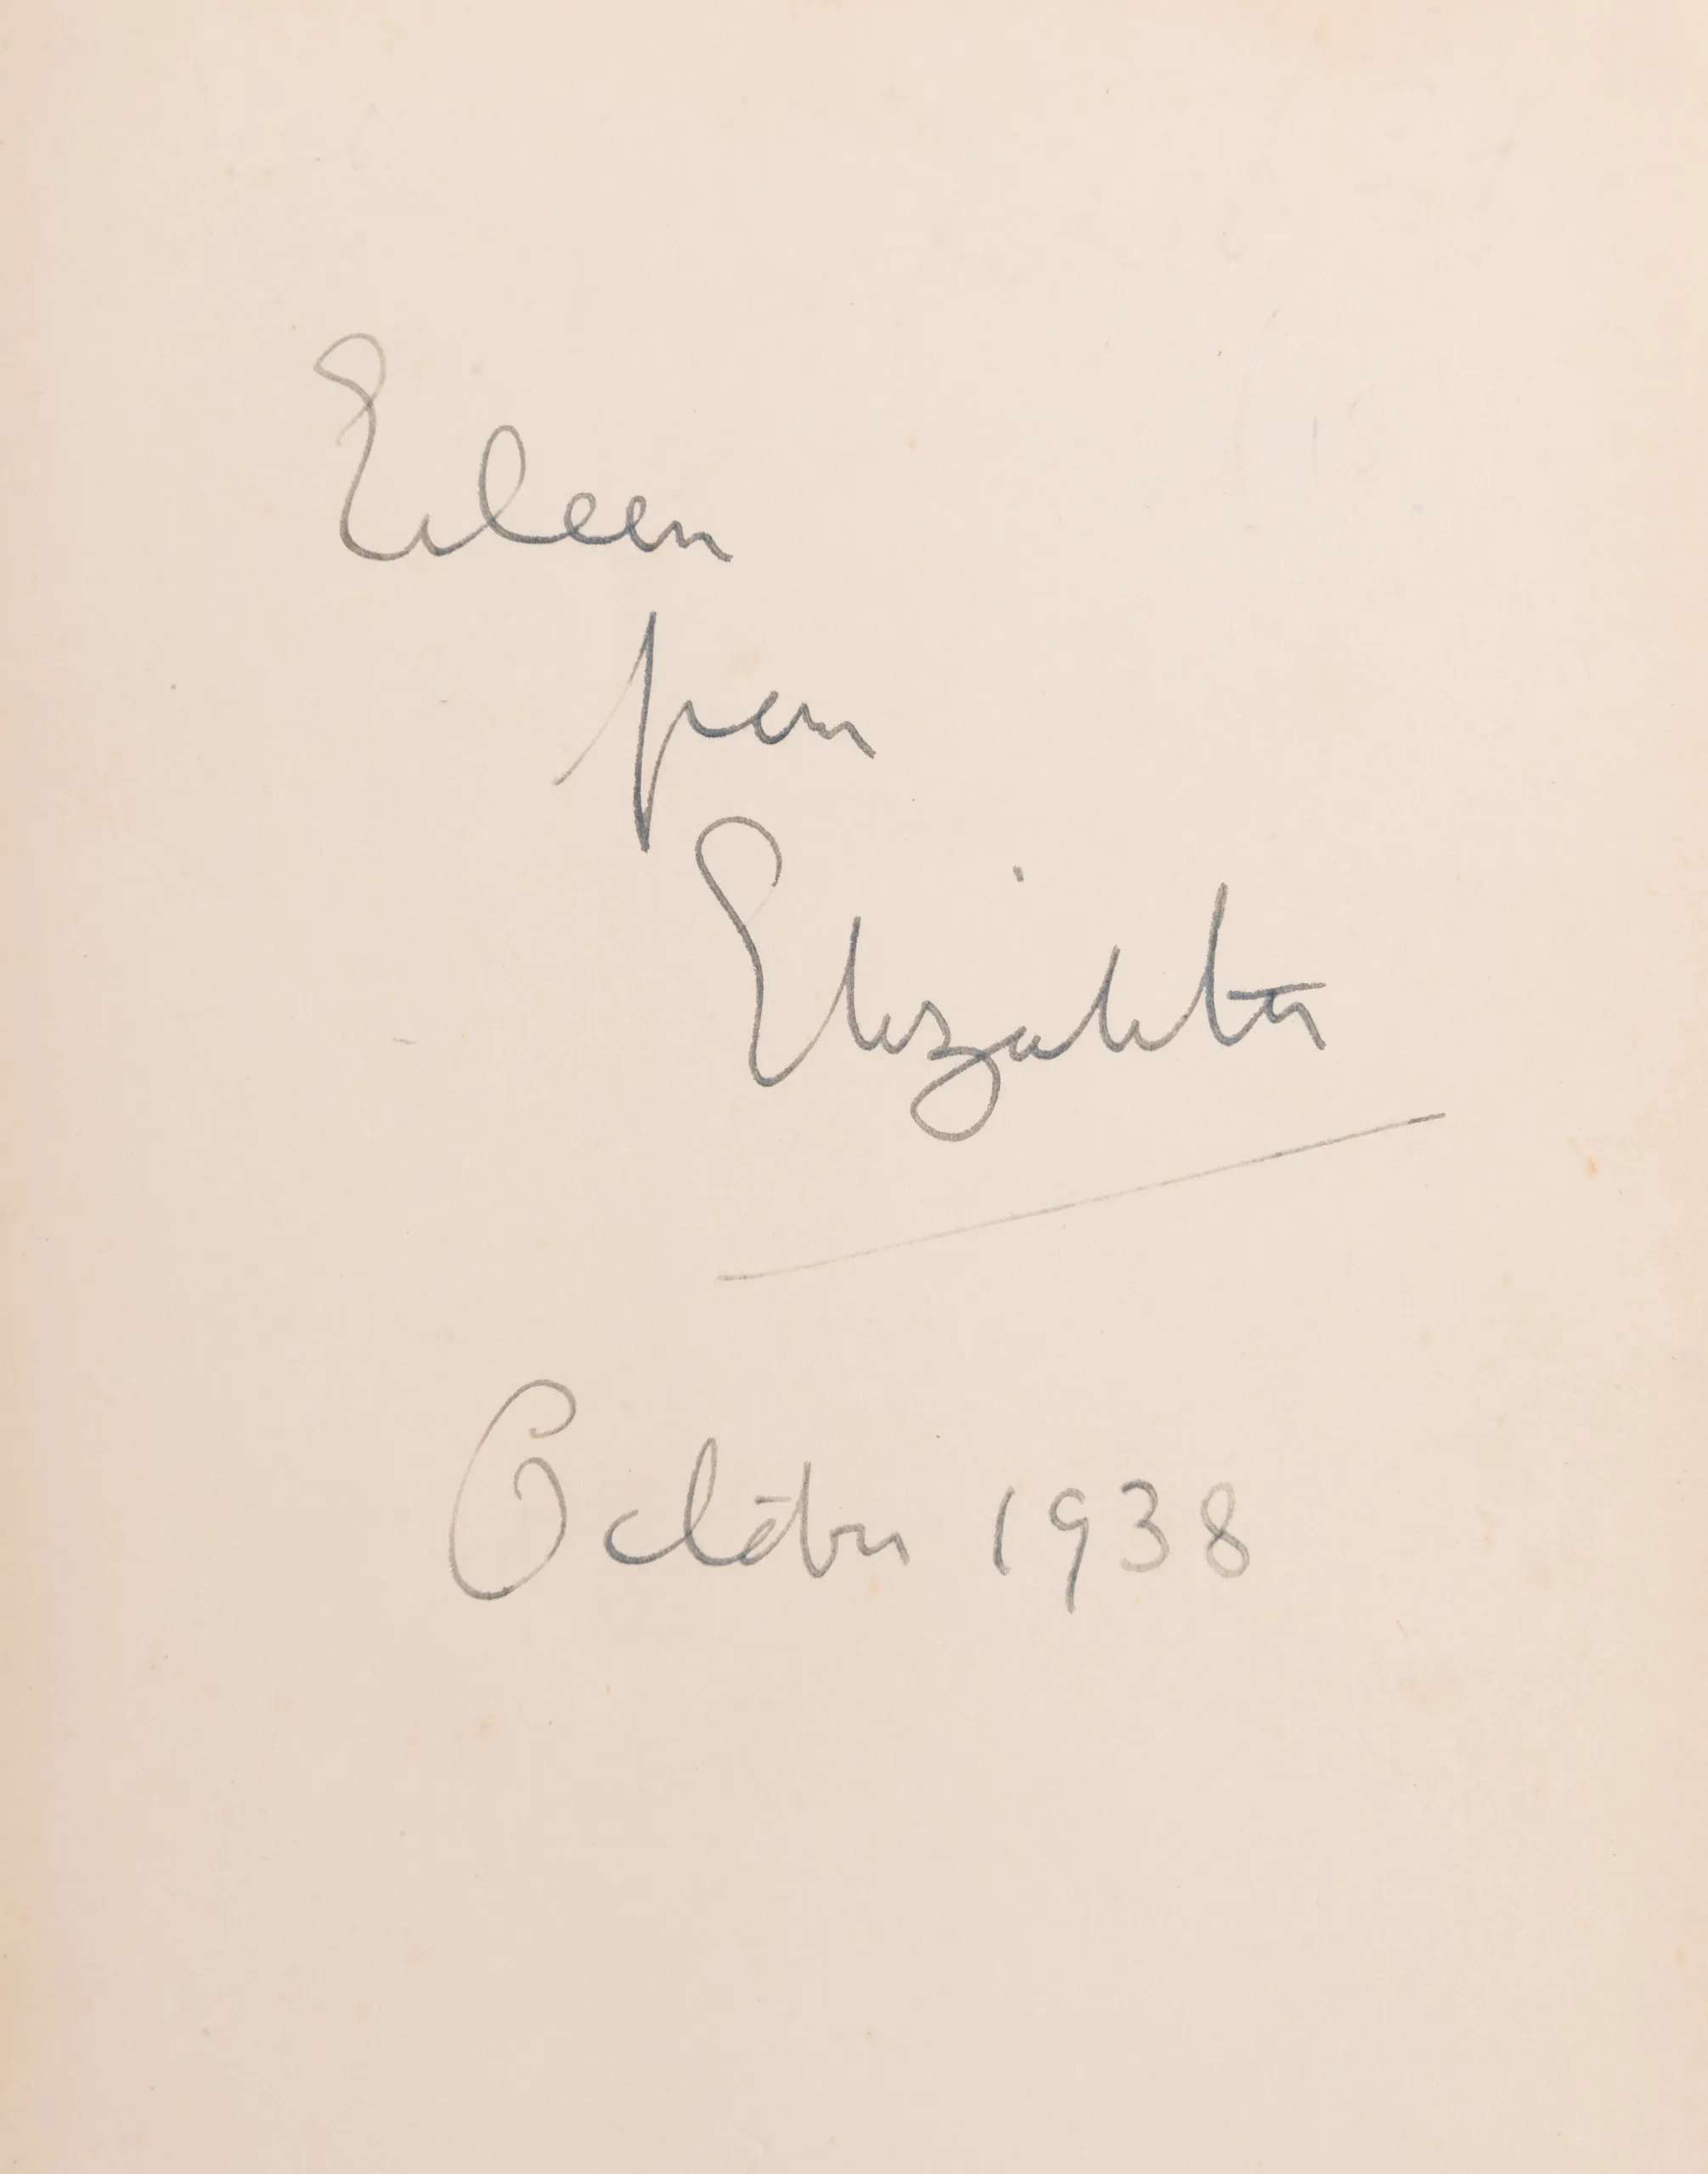 Eileen
from
Elizabeth
October 1938